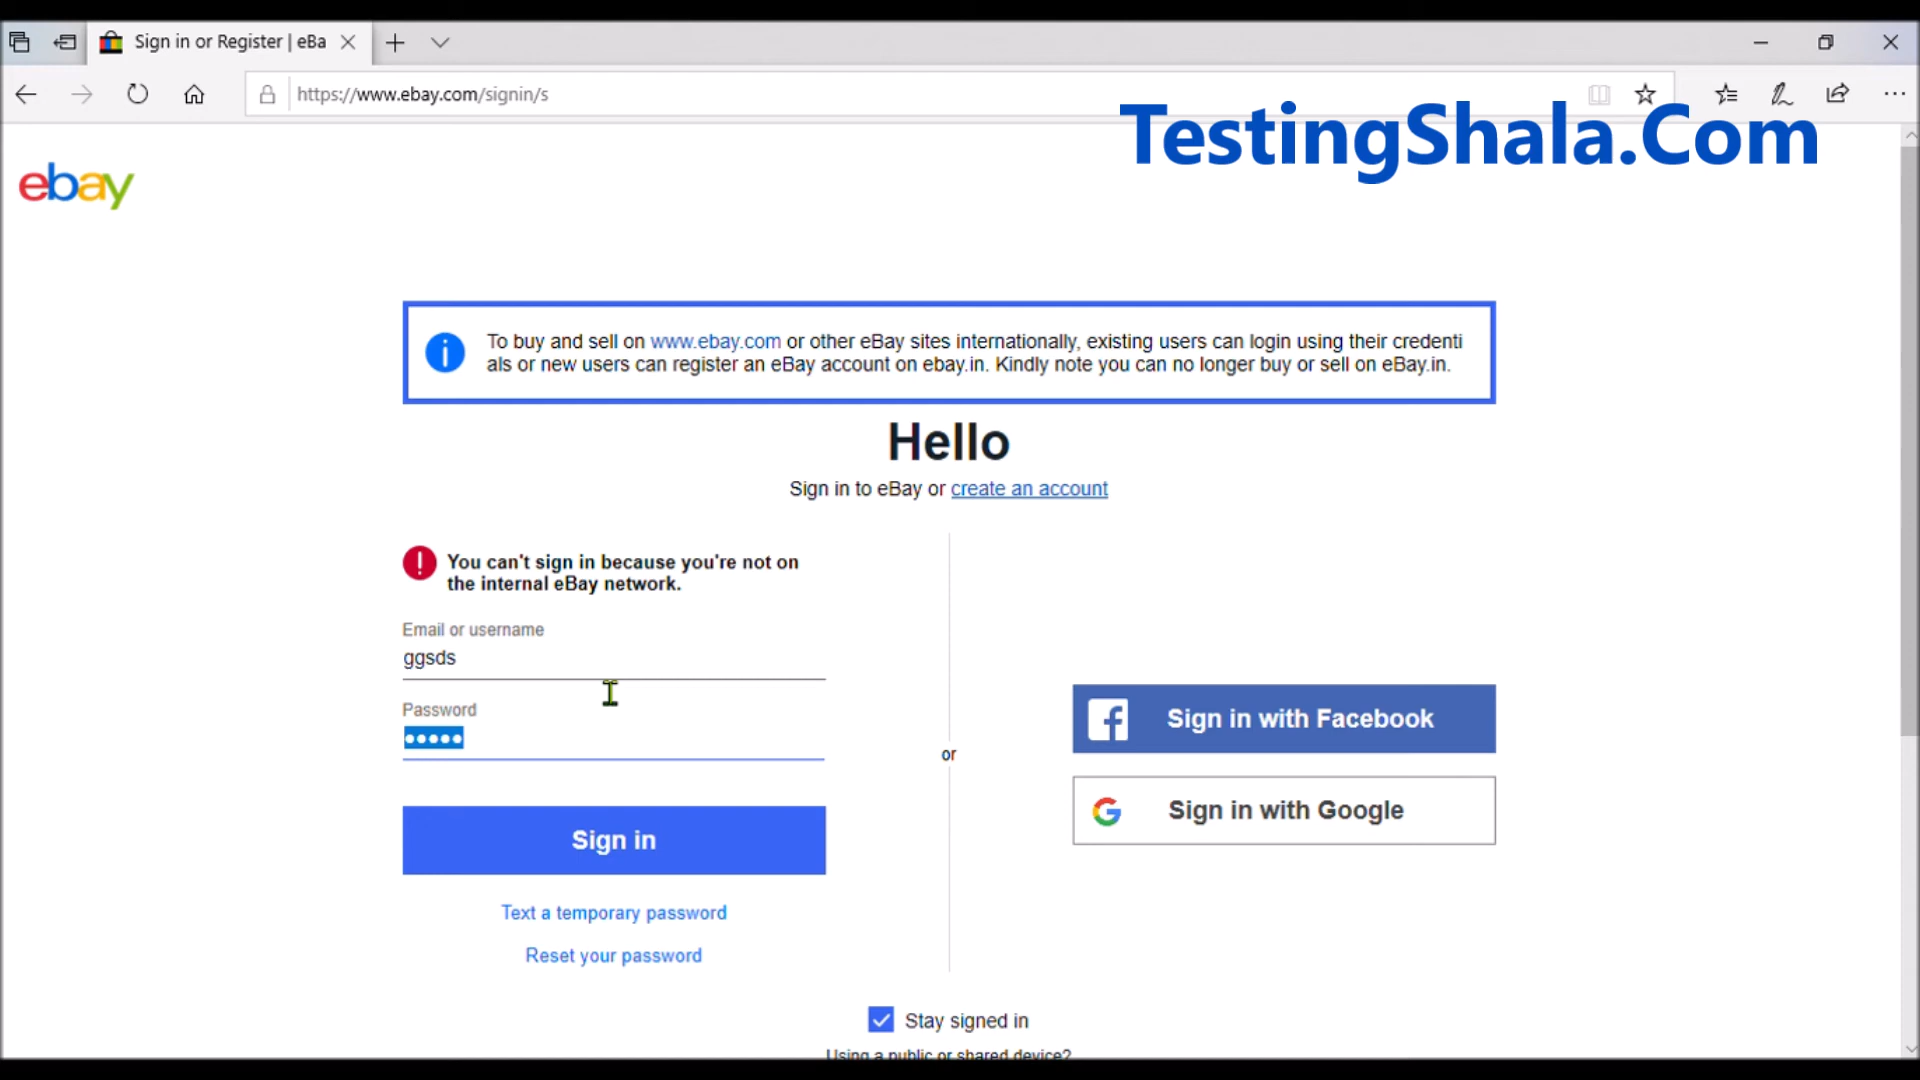 Sign in or Register | eBa
https://www.ebay.com/signin/s
TestingShala.Com
ebay
To buy and sell on www.ebay.com or other eBay sites internationally, existing users can login using their credenti
als or new users can register an eBay account on ebay.in. Kindly note you can no longer buy or sell on eBay.in.
Hello
Sign in to eBay or create an account
You can't sign in because you're not on
the internal eBay network.
Email or username
ggsds
Password
Sign in
Text a temporary password
Reset your password
or
Sign in with Facebook
Sign in with Google
Stay signed in
Using a public or shared device?